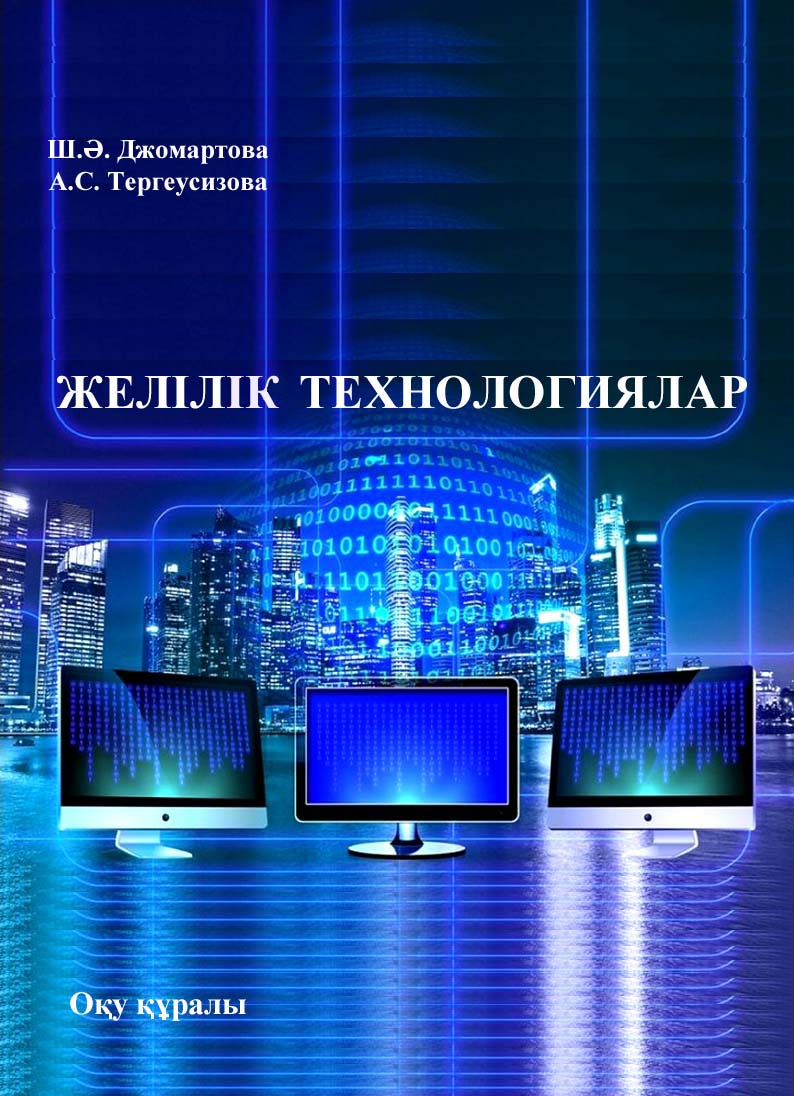 Ш.Ә. Джомартова
А.С. Тергеусизова
ЖЕЛІЛІК ТЕХНОЛОГИЯЛАР
Оқу құралы